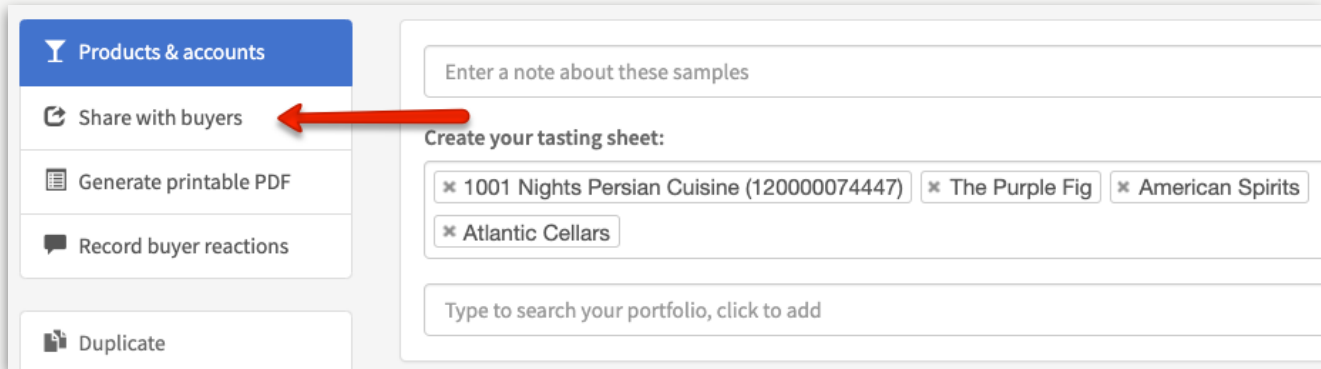 Products & accounts
Share with buyers
Generate printable PDF
Record buyer reactions
Duplicate
Enter a note about these samples
Create your tasting sheet:
× 1001 Nights Persian Cuisine (120000074447) × The Purple Fig × American Spirits
× Atlantic Cellars
Type to search your portfolio, click to add